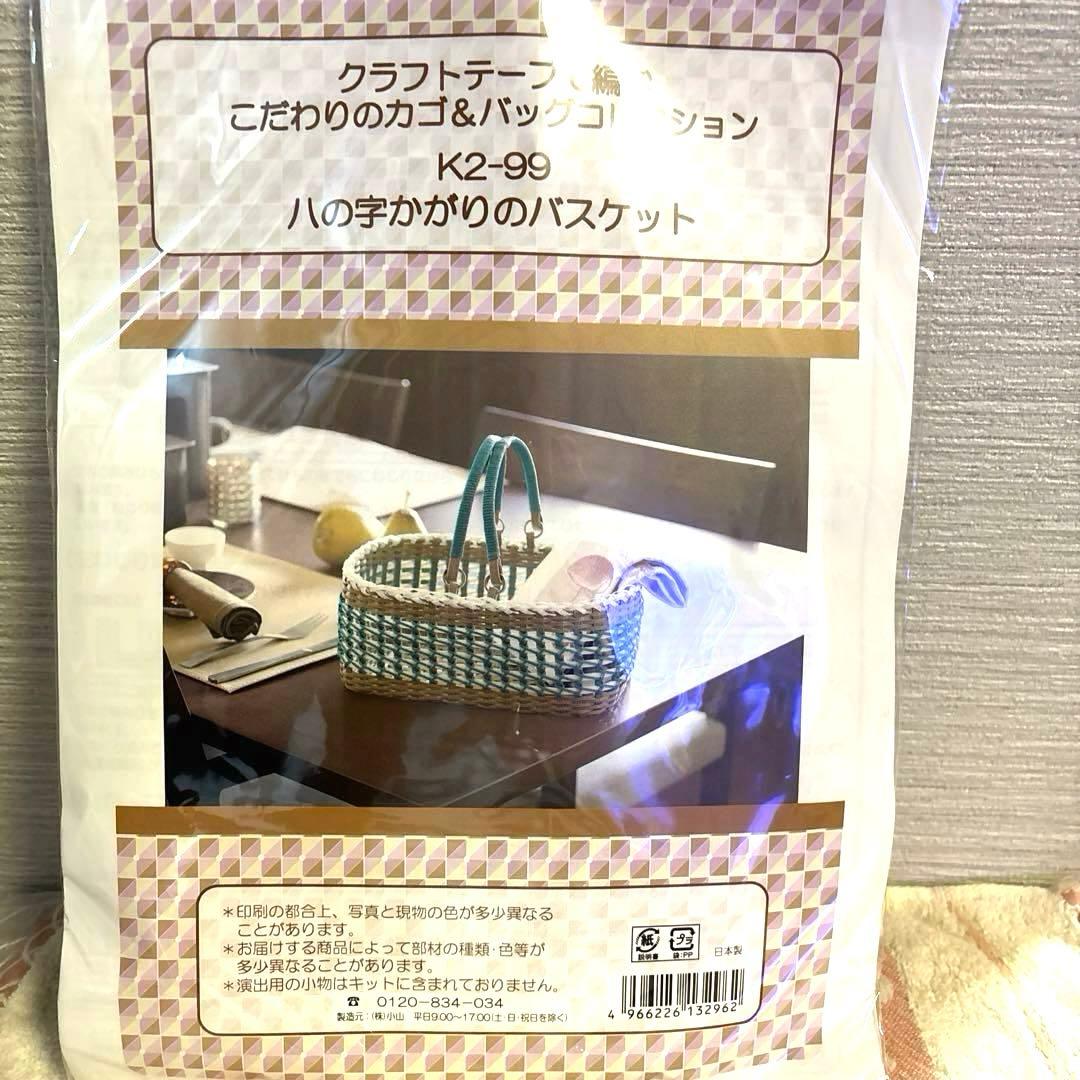 クラフトテープ 編
こだわりのカゴ&バッグコ ション
K2-99
ハの字かがりのバスケット
＊印刷の都合上、写真と現物の色が多少異なる
ことがあります。
＊お届けする商品によって部材の種類・色等が
多少異なることがあります。
＊演出用の小物はキットに含まれておりません。
☎ 0120-834-034
製造元：(株)小山 平日9:00～17:00(土・日・祝日を除く)
紙 プラ
説明書 袋:PP 日本製
4 966226 132962